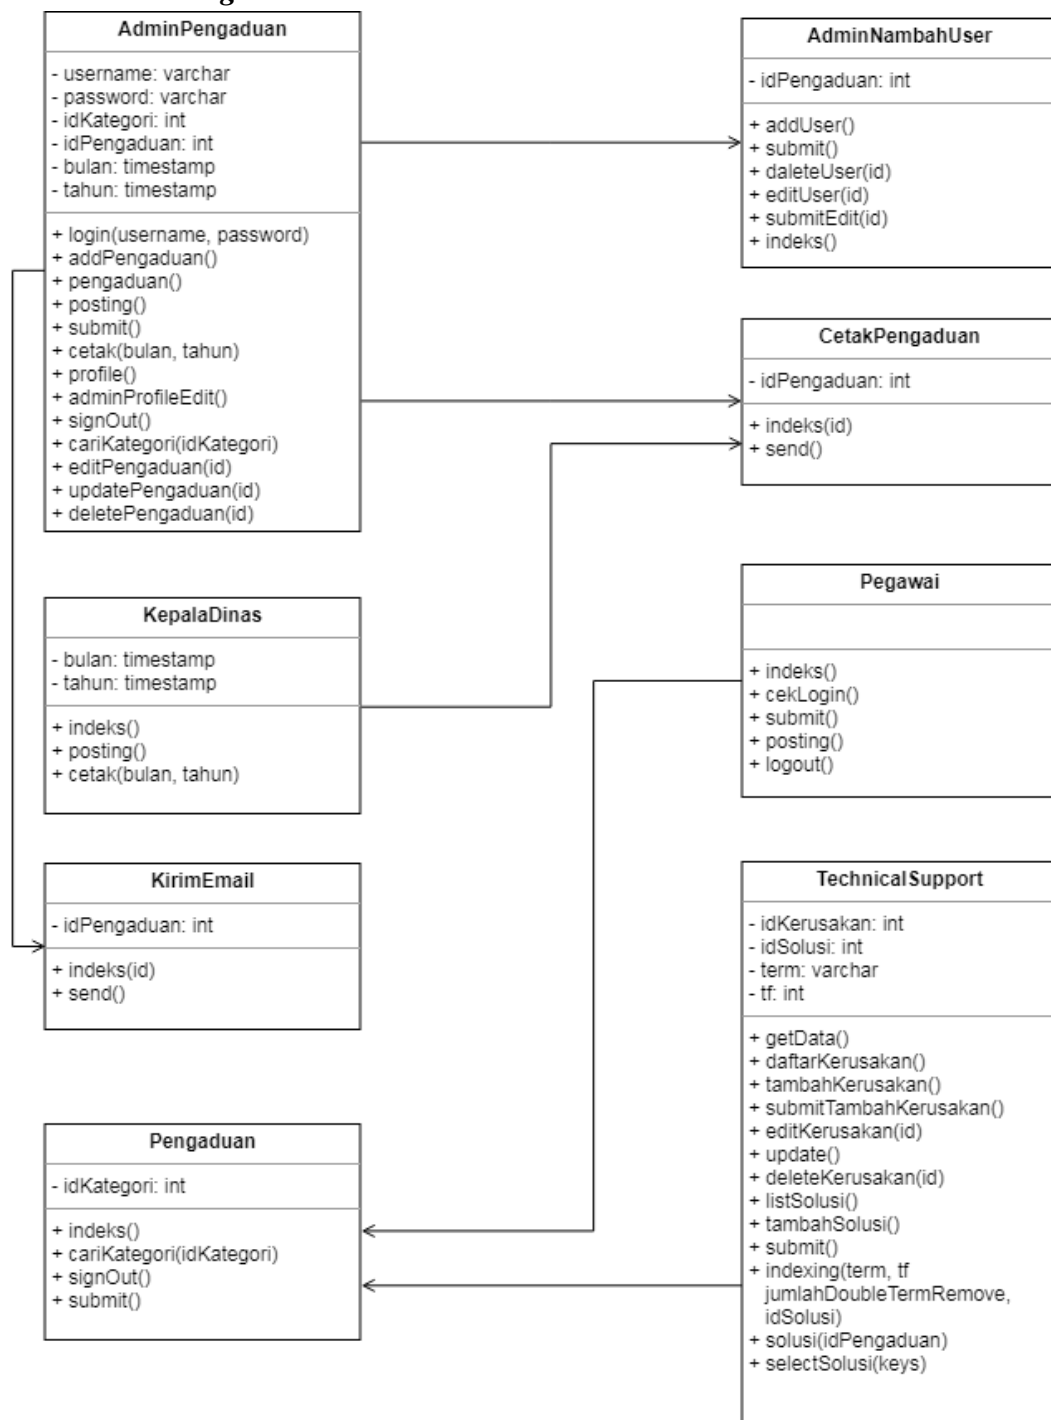 AdminPengaduan
- username: varchar
- password: varchar
- idKategori: int
- idPengaduan: int
- bulan: timestamp
- tahun: timestamp
+ login(username, password)
+ addPengaduan()
+ pengaduan()
+ posting()
+ submit()
+ cetak(bulan, tahun)
+ profile()
+ adminProfileEdit()
+ signOut()
+ cariKategori(idKategori)
+ editPengaduan(id)
+ updatePengaduan(id)
+ deletePengaduan(id)
AdminNambahUser
- idPengaduan: int
+ addUser()
+ submit()
+ daleteUser(id)
+ editUser(id)
+ submitEdit(id)
+ indeks()
CetakPengaduan
- idPengaduan: int
+ indeks(id)
+ send()
KepalaDinas
- bulan: timestamp
- tahun: timestamp
+ indeks()
+ posting()
+ cetak(bulan, tahun)
Pegawai
+ indeks()
+ cekLogin()
+ submit()
+ posting()
+ logout()
KirimEmail
- idPengaduan: int
+ indeks(id)
+ send()
TechnicalSupport
- idKerusakan: int
- idSolusi: int
- term: varchar
- tf: int
+ getData()
+ daftarKerusakan()
+ tambahKerusakan()
+ submitTambahKerusakan()
+ editKerusakan(id)
+ update()
+ deleteKerusakan(id)
+ listSolusi()
+ tambahSolusi()
+ submit()
+ indexing(term, tf
jumlahDoubleTermRemove,
idSolusi)
+ solusi(idPengaduan)
+ selectSolusi(keys)
Pengaduan
- idKategori: int
+ indeks()
+ cariKategori(idKategori)
+ signOut()
+ submit()